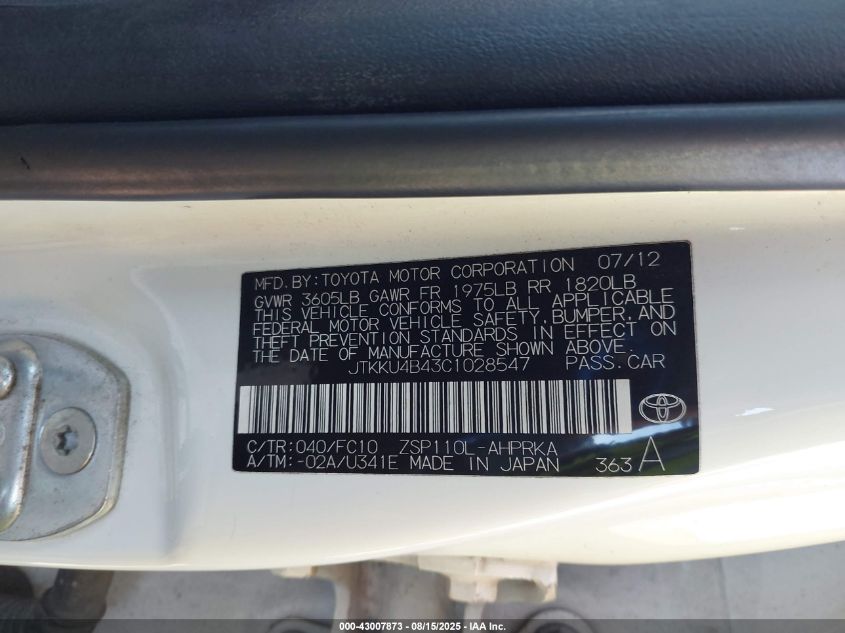 MFD. BY: TOYOTA MOTOR CORPORATION 07/12
GVWR 3605LB GAWR FR 1975LB RR 1820LB
THIS VEHICLE CONFORMS TO ALL APPLICABLE
FEDERAL MOTOR VEHICLE SAFETY, BUMPER, AND
THEFT PREVENTION STANDARDS IN EFFECT ON
THE DATE OF MANUFACTURE SHOWN ABOVE.
JTKKU4B43C1028547 PASS. CAR
C/TR: 040/FC10 ZSP110L-AHPRKA
A/TM: -02A/U341E MADE IN JAPAN 363 A
000-43007873 - 08/15/2025 - IAA Inc.